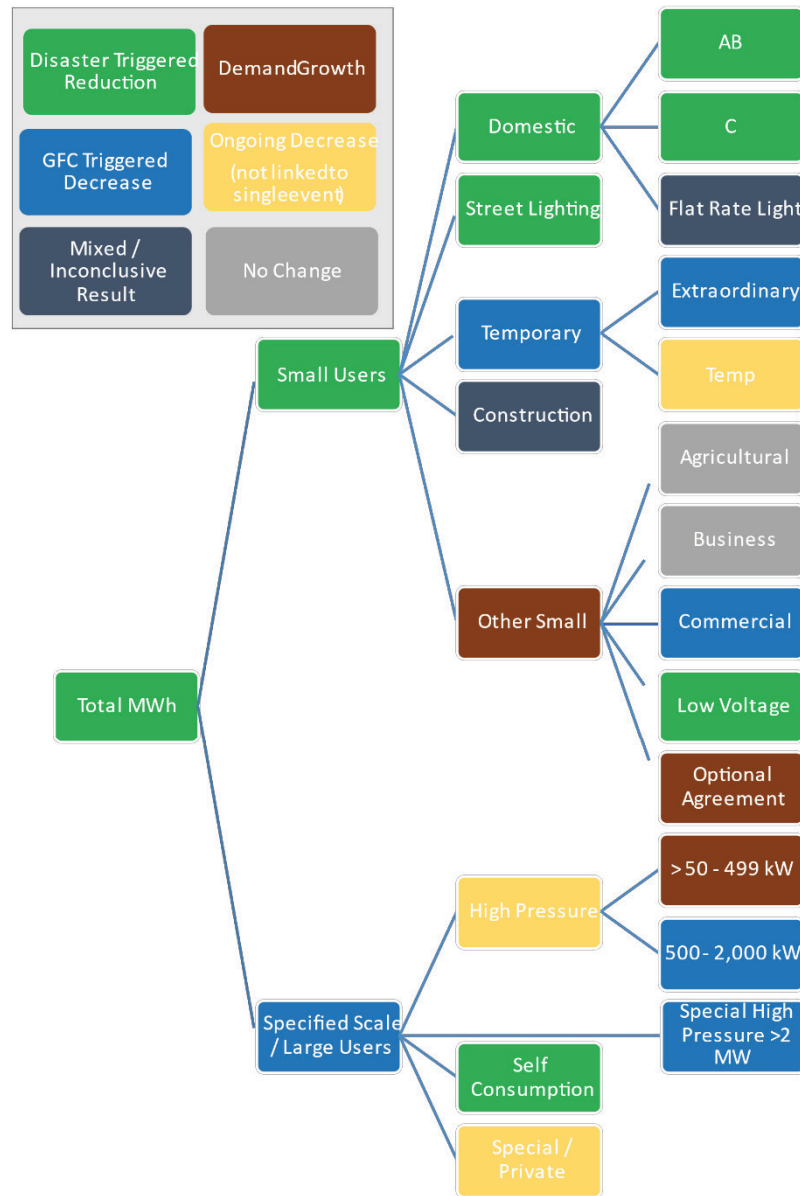 Disaster Triggered
Reduction
DemandGrowth
GFC Triggered
Decrease
Ongoing Decrease
(not linkedto
singleevent)
Mixed /
Inconclusive
Result
No Change
AB
Domestic
C
Street Lighting
Flat Rate Light
Extraordinary
Temporary
Small Users
Temp
Construction
Agricultural
Business
Other Small
Commercial
Total MWh
Low Voltage
Optional
Agreement
> 50 - 499 kW
High Pressure
500- 2,000 kW
Specified Scale
/ Large Users
Special High
Pressure >2
MW
Self
Consumption
Special /
Private